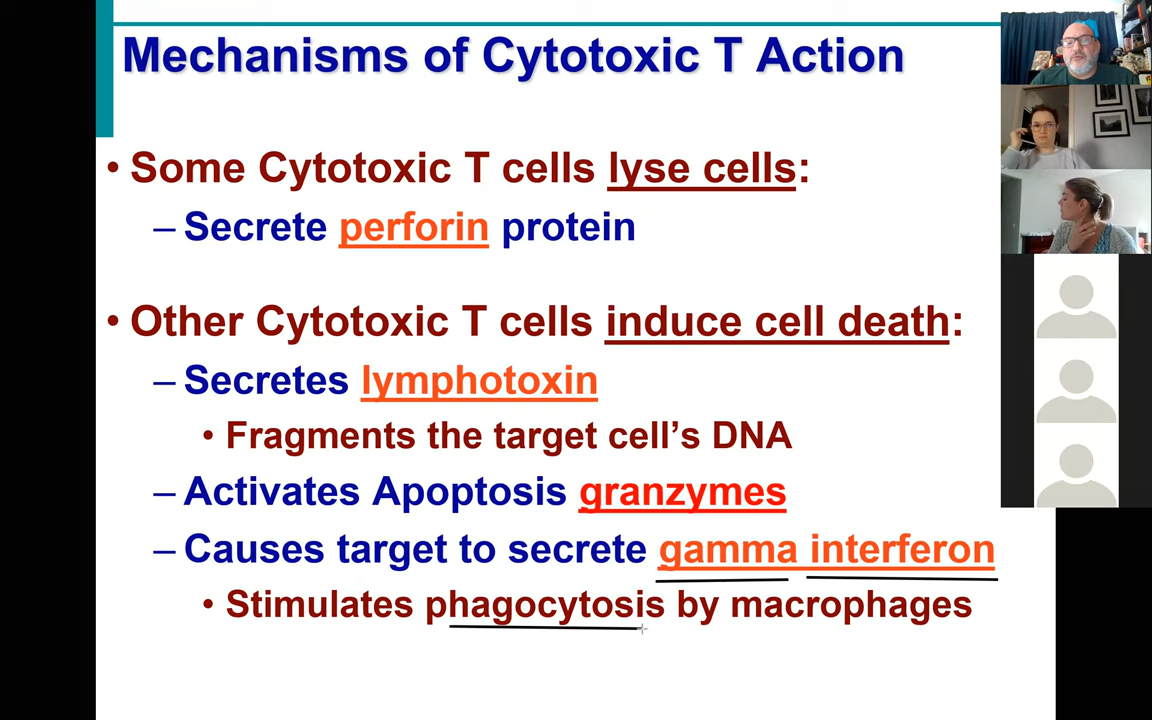 Mechanisms of Cytotoxic T Action
• Some Cytotoxic T cells lyse cells:
– Secrete perforin protein
• Other Cytotoxic T cells induce cell death:
– Secretes lymphotoxin
• Fragments the target cell's DNA
– Activates Apoptosis granzymes
– Causes target to secrete gamma interferon
• Stimulates phagocytosis by macrophages